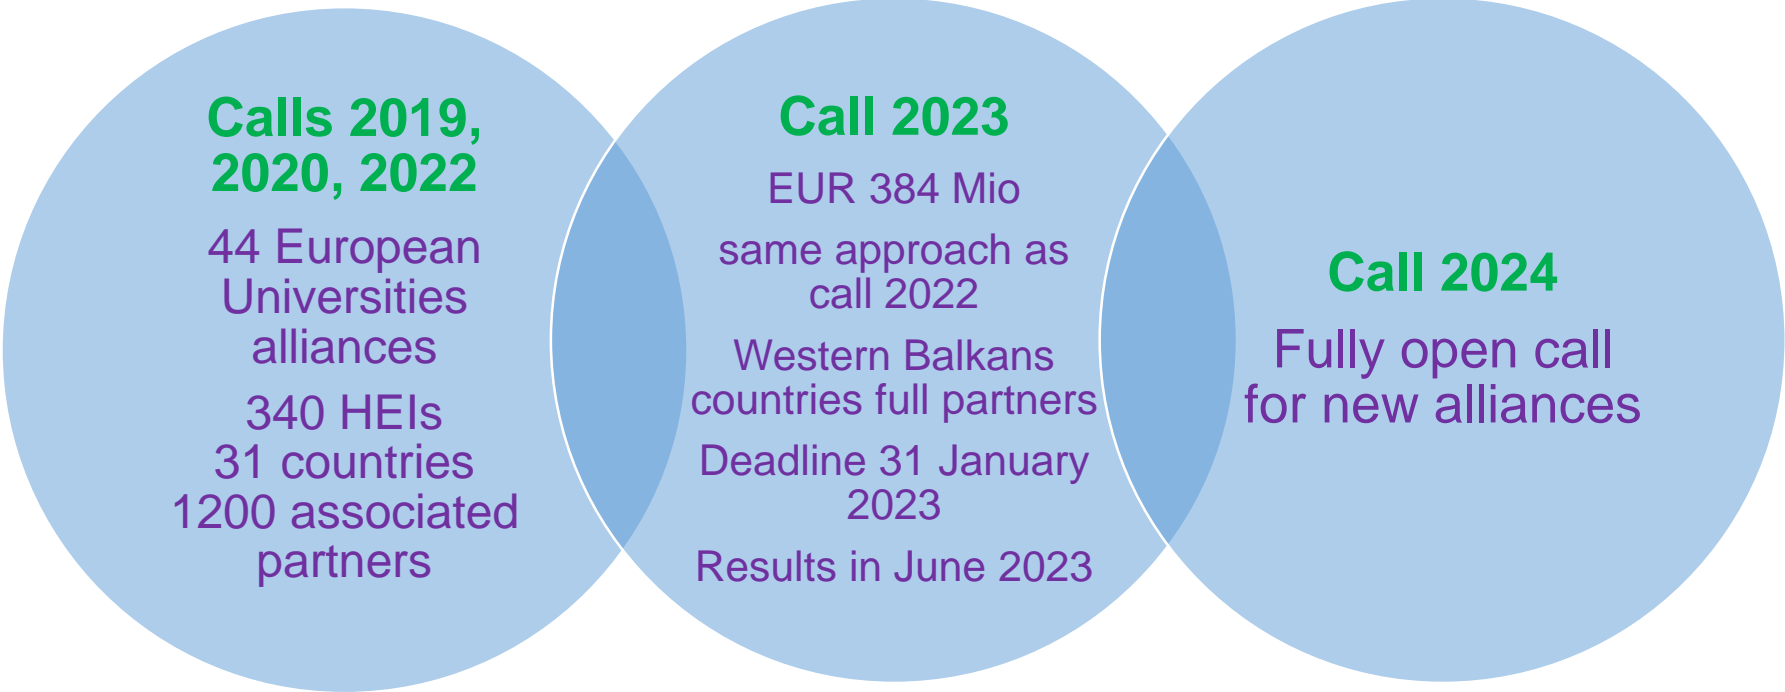 Calls 2019,
2020, 2022
44 European
Universities
alliances
340 HEIs
31 countries
1200 associated
partners
Call 2023
EUR 384 Mio
same approach as
call 2022
Western Balkans
countries full partners
Deadline 31 January
2023
Results in June 2023
Call 2024
Fully open call
for new alliances